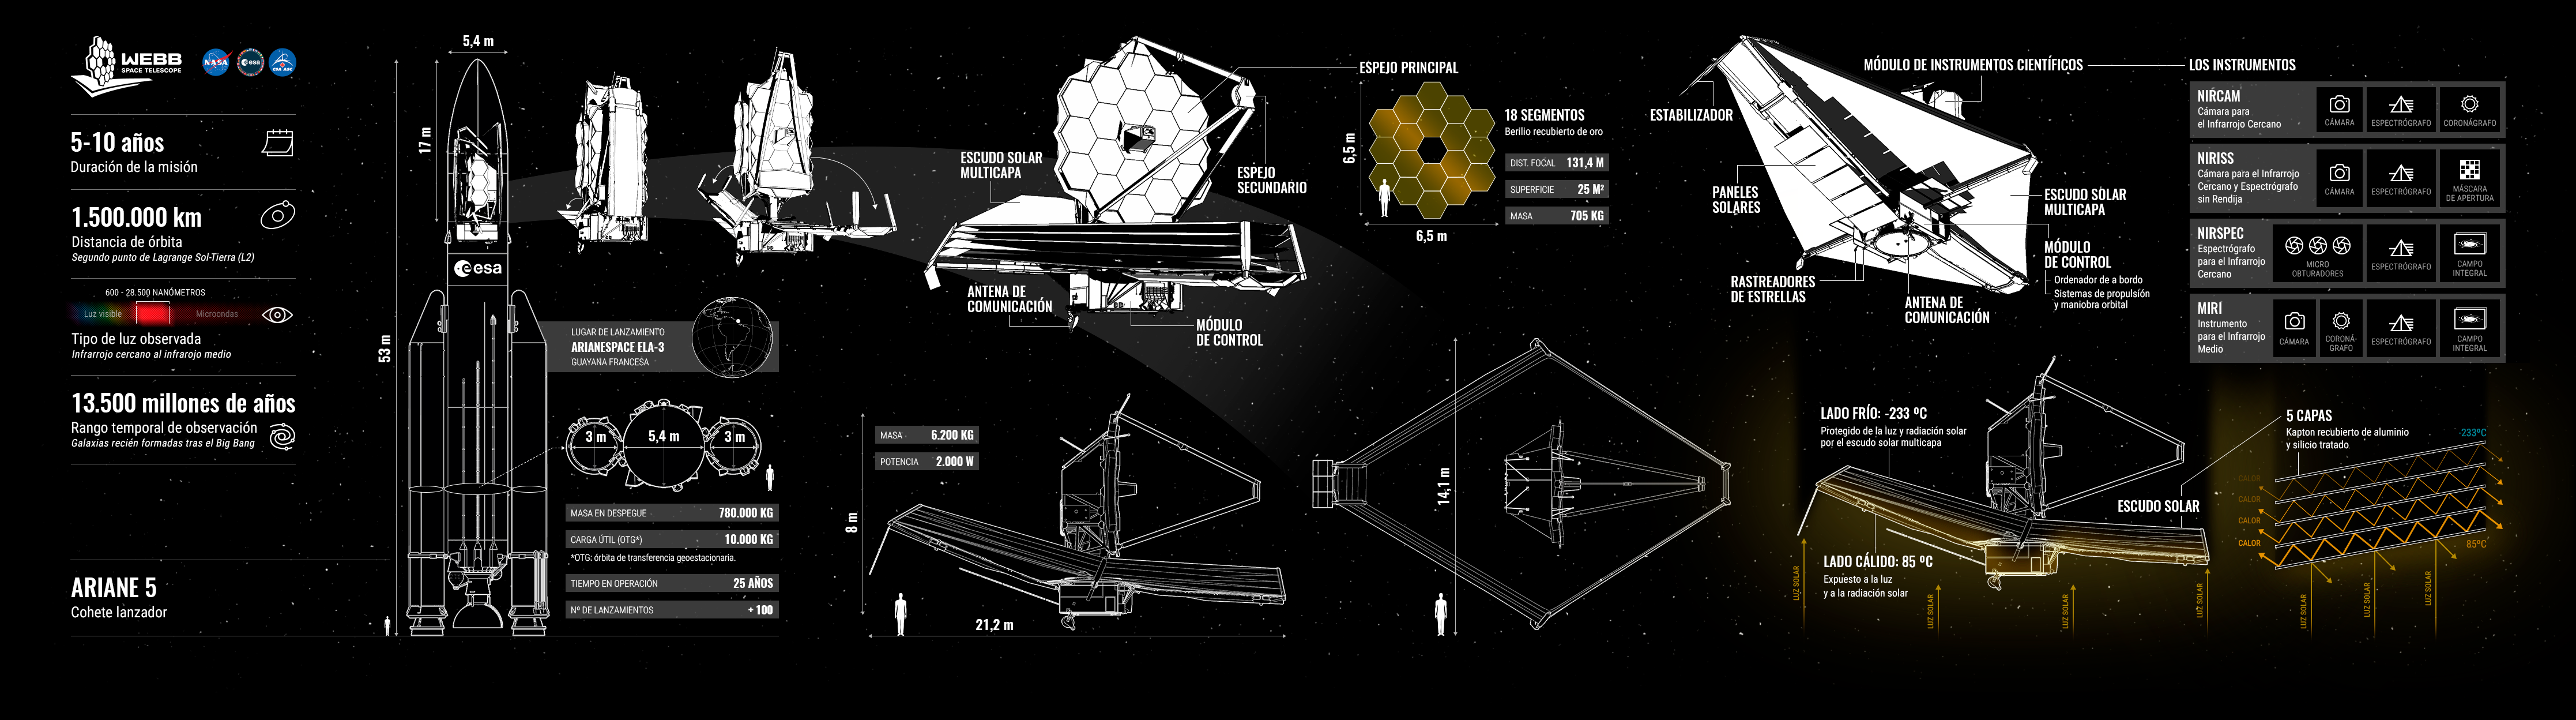 WEBB
SPACE TELESCOPE
NASA
esa
CSA ASC
5-10 años
Duración de la misión
1.500.000 km
Distancia de órbita
Segundo punto de Lagrange Sol-Tierra (L2)
600 - 28.500 NANÓMETROS
Luz visible
Microondas
Tipo de luz observada
Infrarrojo cercano al infrarojo medio
13.500 millones de años
Rango temporal de observación
Galaxias recién formadas tras el Big Bang
ARIANE 5
Cohete lanzador
5,4 m
17 m
53 m
esa
LUGAR DE LANZAMIENTO
ARIANESPACE ELA-3
GUAYANA FRANCESA
3 m
5,4 m
3 m
MASA EN DESPEGUE 780.000 KG
CARGA ÚTIL (OTG*) 10.000 KG
*OTG: órbita de transferencia geoestacionaria.
TIEMPO EN OPERACIÓN 25 AÑOS
Nº DE LANZAMIENTOS + 100
ESCUDO SOLAR
MULTICAPA
ESPEJO
SECUNDARIO
ANTENA DE
COMUNICACIÓN
MÓDULO
DE CONTROL
ESPEJO PRINCIPAL
6,5 m
6,5 m
18 SEGMENTOS
Berilio recubierto de oro
DIST. FOCAL 131,4 M
SUPERFICIE 25 M²
MASA 705 KG
MASA 6.200 KG
POTENCIA 2.000 W
8 m
21,2 m
14,1 m
ESTABILIZADOR
MÓDULO DE INSTRUMENTOS CIENTÍFICOS
PANELES
SOLARES
ESCUDO SOLAR
MULTICAPA
MÓDULO
DE CONTROL
Ordenador de a bordo
Sistemas de propulsión
y maniobra orbital
RASTREADORES
DE ESTRELLAS
ANTENA DE
COMUNICACIÓN
LOS INSTRUMENTOS
NIRCAM
Cámara para
el Infrarrojo Cercano
CÁMARA
ESPECTRÓGRAFO
CORONÁGRAFO
NIRISS
Cámara para el Infrarrojo
Cercano y Espectrógrafo
sin Rendija
CÁMARA
ESPECTRÓGRAFO
MÁSCARA
DE APERTURA
NIRSPEC
Espectrógrafo
para el Infrarrojo
Cercano
MICRO
OBTURADORES
ESPECTRÓGRAFO
CAMPO
INTEGRAL
MIRI
Instrumento
para el Infrarrojo
Medio
CÁMARA
CORONÁ-
GRAFO
ESPECTRÓGRAFO
CAMPO
INTEGRAL
LADO FRÍO: -233 ºC
Protegido de la luz y radiación solar
por el escudo solar multicapa
LADO CÁLIDO: 85 ºC
Expuesto a la luz
y a la radiación solar
ESCUDO SOLAR
LUZ SOLAR
LUZ SOLAR
LUZ SOLAR
LUZ SOLAR
5 CAPAS
Kapton recubierto de aluminio
y silicio tratado
-233ºC
CALOR
CALOR
CALOR
CALOR
85ºC
LUZ SOLAR
LUZ SOLAR
LUZ SOLAR